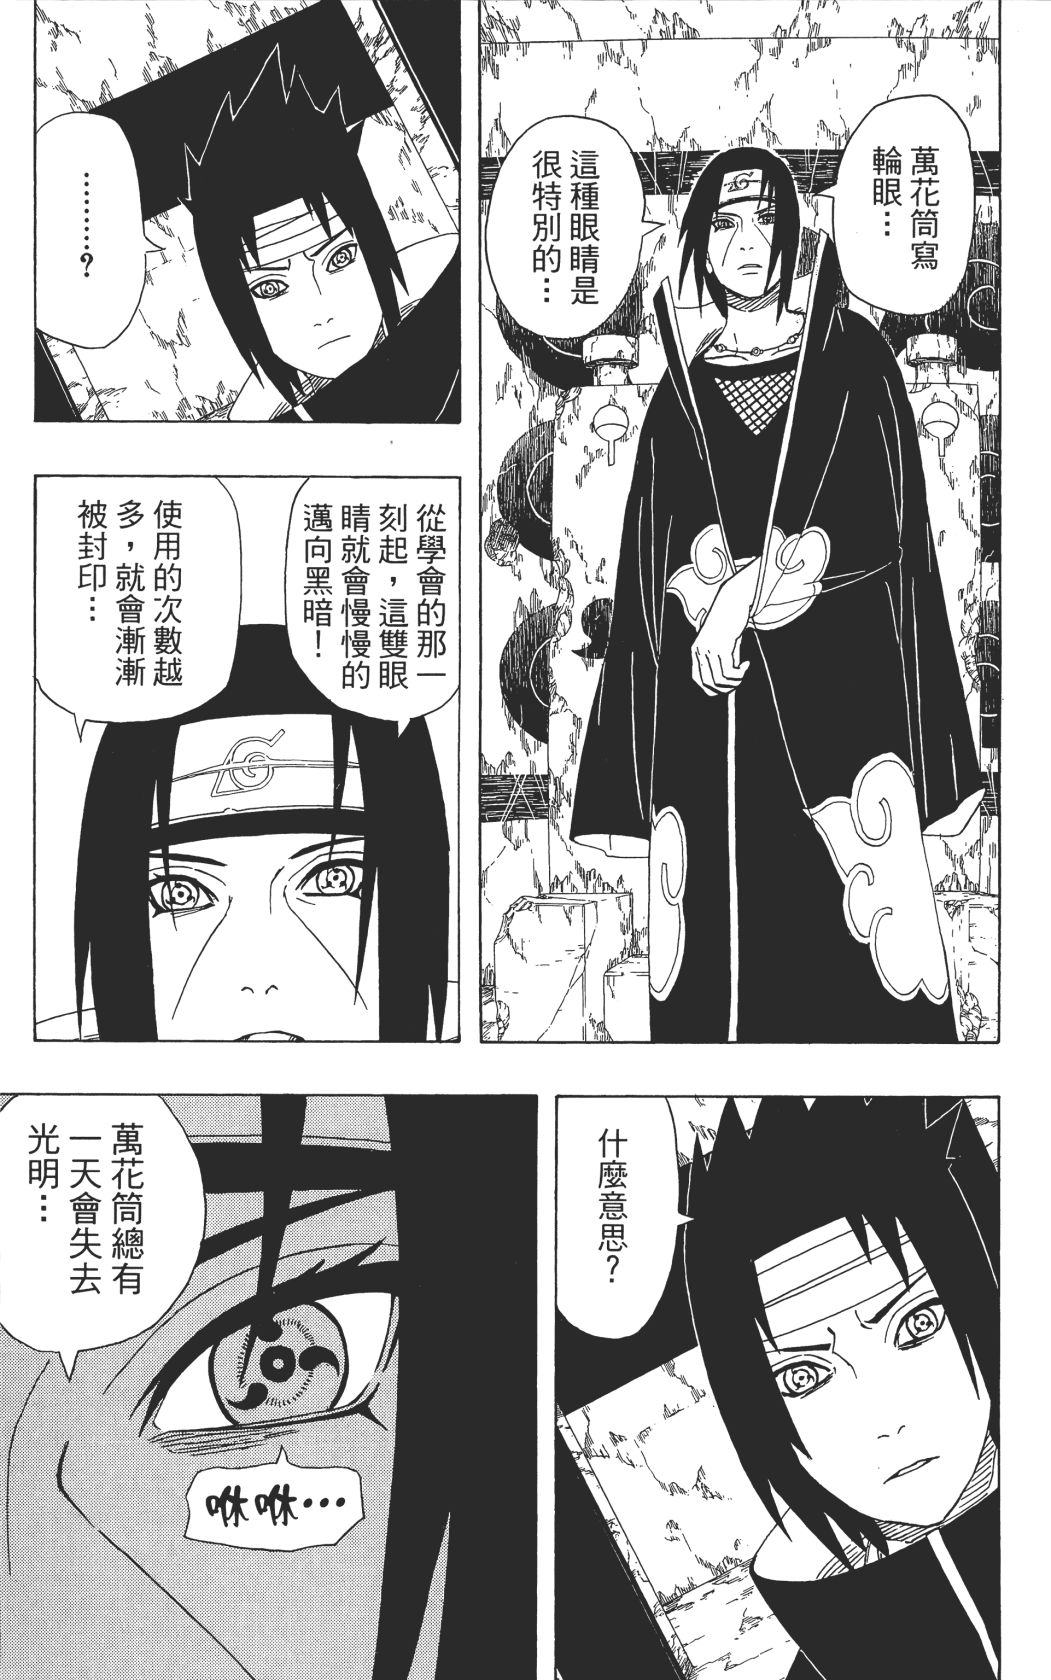 萬花筒寫
輪眼…
這種眼睛是
很特別的…
………?
從學會的那一
刻起，這雙眼
睛就會慢慢的
邁向黑暗！
使用的次數越
多，就會漸漸
被封印…
什麼意思?
萬花筒總有
一天會失去
光明…
咻咻…